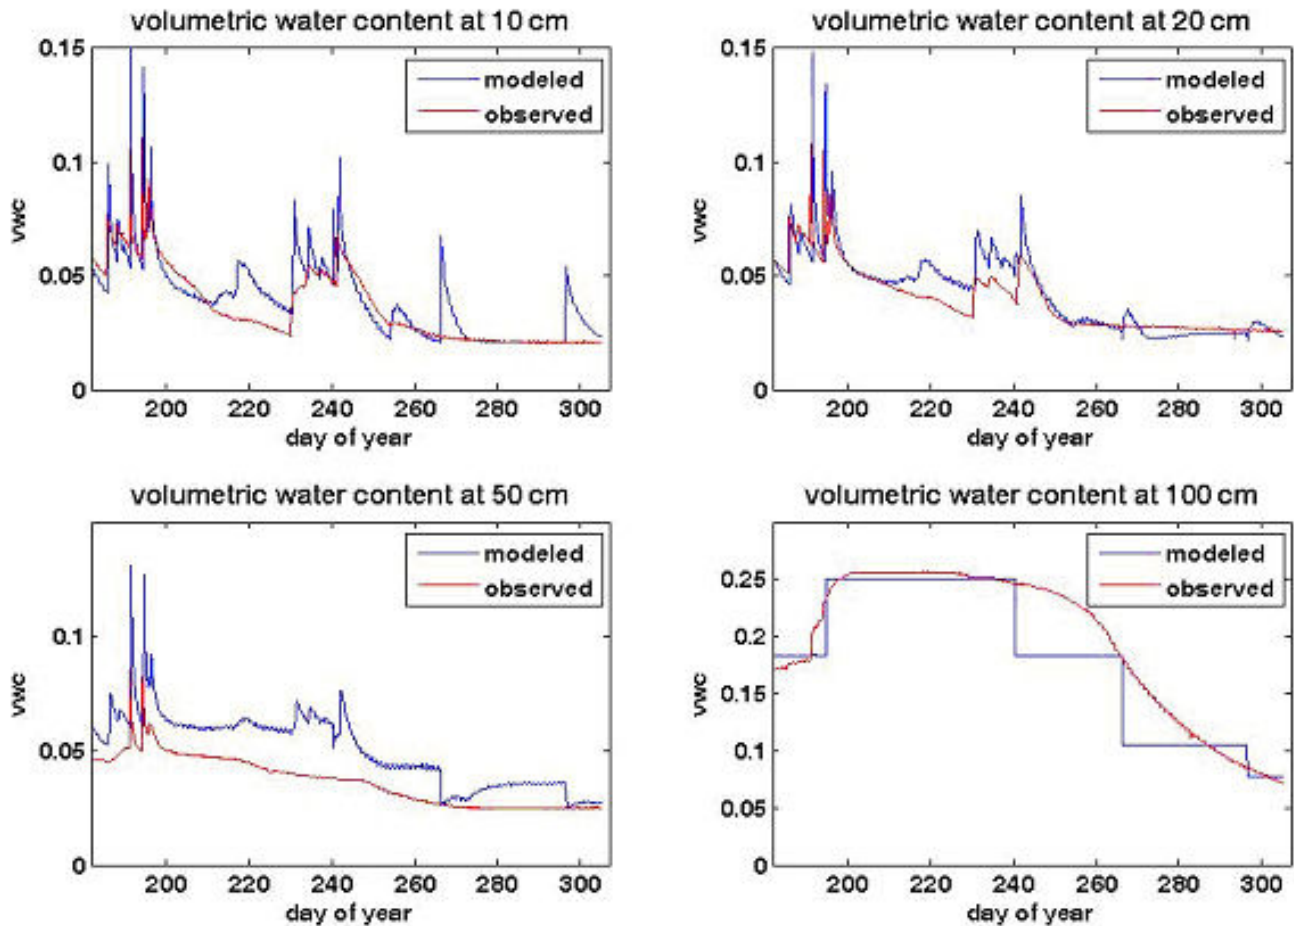 volumetric water content at 10 cm
0.15
0.1
0.05
0
vwc
modeled
observed
200 220 240 260 280 300
day of year
volumetric water content at 20 cm
0.15
0.1
0.05
0
vwc
modeled
observed
200 220 240 260 280 300
day of year
volumetric water content at 50 cm
0.1
0.05
0
vwc
modeled
observed
200 220 240 260 280 300
day of year
volumetric water content at 100 cm
0.25
0.2
0.15
0.1
0.05
0
vwc
modeled
observed
200 220 240 260 280 300
day of year